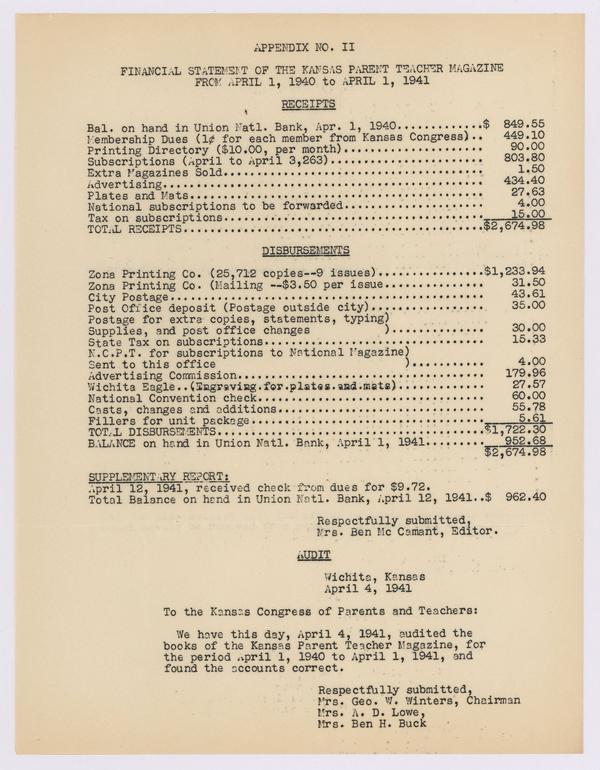 APPENDIX NO. II
FINANCIAL STATEMENT OF THE KANSAS PARENT TEACHER MAGAZINE
FROM APRIL 1, 1940 to APRIL 1, 1941
RECEIPTS
Bal. on hand in Union Natl. Bank, Apr. 1, 1940.............$ 849.55
Membership Dues (1¢ for each member from Kansas Congress).. 449.10
Printing Directory ($10.00, per month)..................... 90.00
Subscriptions (April to April 3,263)....................... 803.80
Extra Magazines Sold....................................... 1.50
Advertising................................................ 434.40
Plates and Mats............................................ 27.63
National subscriptions to be forwarded..................... 4.00
Tax on subscriptions....................................... 15.00
TOTAL RECEIPTS.............................................$2,674.98
DISBURSEMENTS
Zona Printing Co. (25,712 copies--9 issues)................$1,233.94
Zona Printing Co. (Mailing --$3.50 per issue............... 31.50
City Postage............................................... 43.61
Post Office deposit (Postage outside city)................. 35.00
Postage for extra copies, statements, typing)
Supplies, and post office changes ).............. 30.00
State Tax on subscriptions................................. 15.33
N.C.P.T. for subscriptions to National Magazine)
Sent to this office )........... 4.00
Advertising Commission..................................... 179.96
Wichita Eagle..(Engraving.for.plates.and.mats)............. 27.57
National Convention check.................................. 60.00
Casts, changes and additions............................... 55.78
Fillers for unit package................................... 5.61
TOTAL DISBURSEMENTS........................................$1,722.30
BALANCE on hand in Union Natl. Bank, April 1, 1941......... 952.68
$2,674.98
SUPPLEMENTARY REPORT:
April 12, 1941, received check from dues for $9.72.
Total Balance on hand in Union Natl. Bank, April 12, 1941..$ 962.40
Respectfully submitted,
Mrs. Ben Mc Camant, Editor.
AUDIT
Wichita, Kansas
April 4, 1941
To the Kansas Congress of Parents and Teachers:
We have this day, April 4, 1941, audited the
books of the Kansas Parent Teacher Magazine, for
the period April 1, 1940 to April 1, 1941, and
found the accounts correct.
Respectfully submitted,
Mrs. Geo. W. Winters, Chairman
Mrs. A. D. Lowe,
Mrs. Ben H. Buck